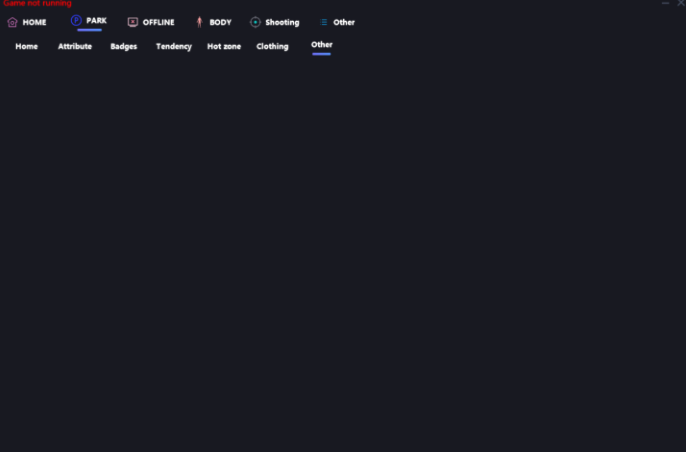 Game not running
HOME PARK OFFLINE BODY Shooting Other
Home Attribute Badges Tendency Hot zone Clothing Other